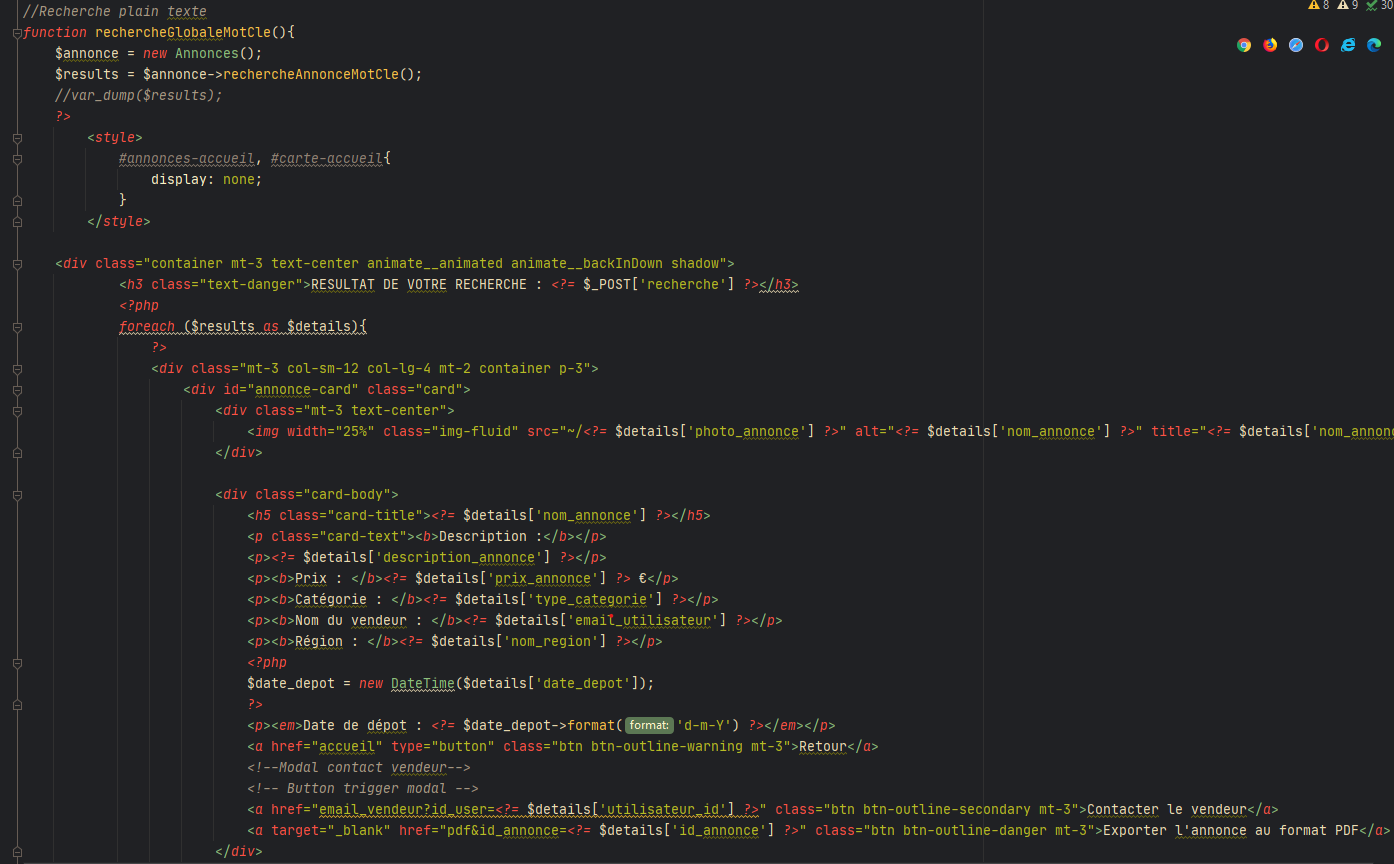 //Recherche plain texte
8 9 30
function rechercheGlobaleMotCle(){
$annonce = new Annonces();
$results = $annonce->rechercheAnnonceMotCle();
//var_dump($results);
?>
<style>
#annonces-accueil, #carte-accueil{
display: none;
}
</style>
<div class="container mt-3 text-center animate__animated animate__backInDown shadow">
<h3 class="text-danger">RESULTAT DE VOTRE RECHERCHE : <?= $_POST['recherche'] ?></h3>
<?php
foreach ($results as $details){
?>
<div class="mt-3 col-sm-12 col-lg-4 mt-2 container p-3">
<div id="annonce-card" class="card">
<div class="mt-3 text-center">
<img width="25%" class="img-fluid" src="~/<?= $details['photo_annonce'] ?>" alt="<?= $details['nom_annonce'] ?>" title="<?= $details['nom_annonc
</div>
<div class="card-body">
<h5 class="card-title"><?= $details['nom_annonce'] ?></h5>
<p class="card-text"><b>Description :</b></p>
<p><?= $details['description_annonce'] ?></p>
<p><b>Prix : </b><?= $details['prix_annonce'] ?> €</p>
<p><b>Catégorie : </b><?= $details['type_categorie'] ?></p>
<p><b>Nom du vendeur : </b><?= $details['email_utilisateur'] ?></p>
<p><b>Région : </b><?= $details['nom_region'] ?></p>
<?php
$date_depot = new DateTime($details['date_depot']);
?>
<p><em>Date de dépot : <?= $date_depot->format( format: 'd-m-Y') ?></em></p>
<a href="accueil" type="button" class="btn btn-outline-warning mt-3">Retour</a>
<!--Modal contact vendeur-->
<!-- Button trigger modal -->
<a href="email_vendeur?id_user=<?= $details['utilisateur_id'] ?>" class="btn btn-outline-secondary mt-3">Contacter le vendeur</a>
<a target="_blank" href="pdf&id_annonce=<?= $details['id_annonce'] ?>" class="btn btn-outline-danger mt-3">Exporter l'annonce au format PDF</a>
</div>